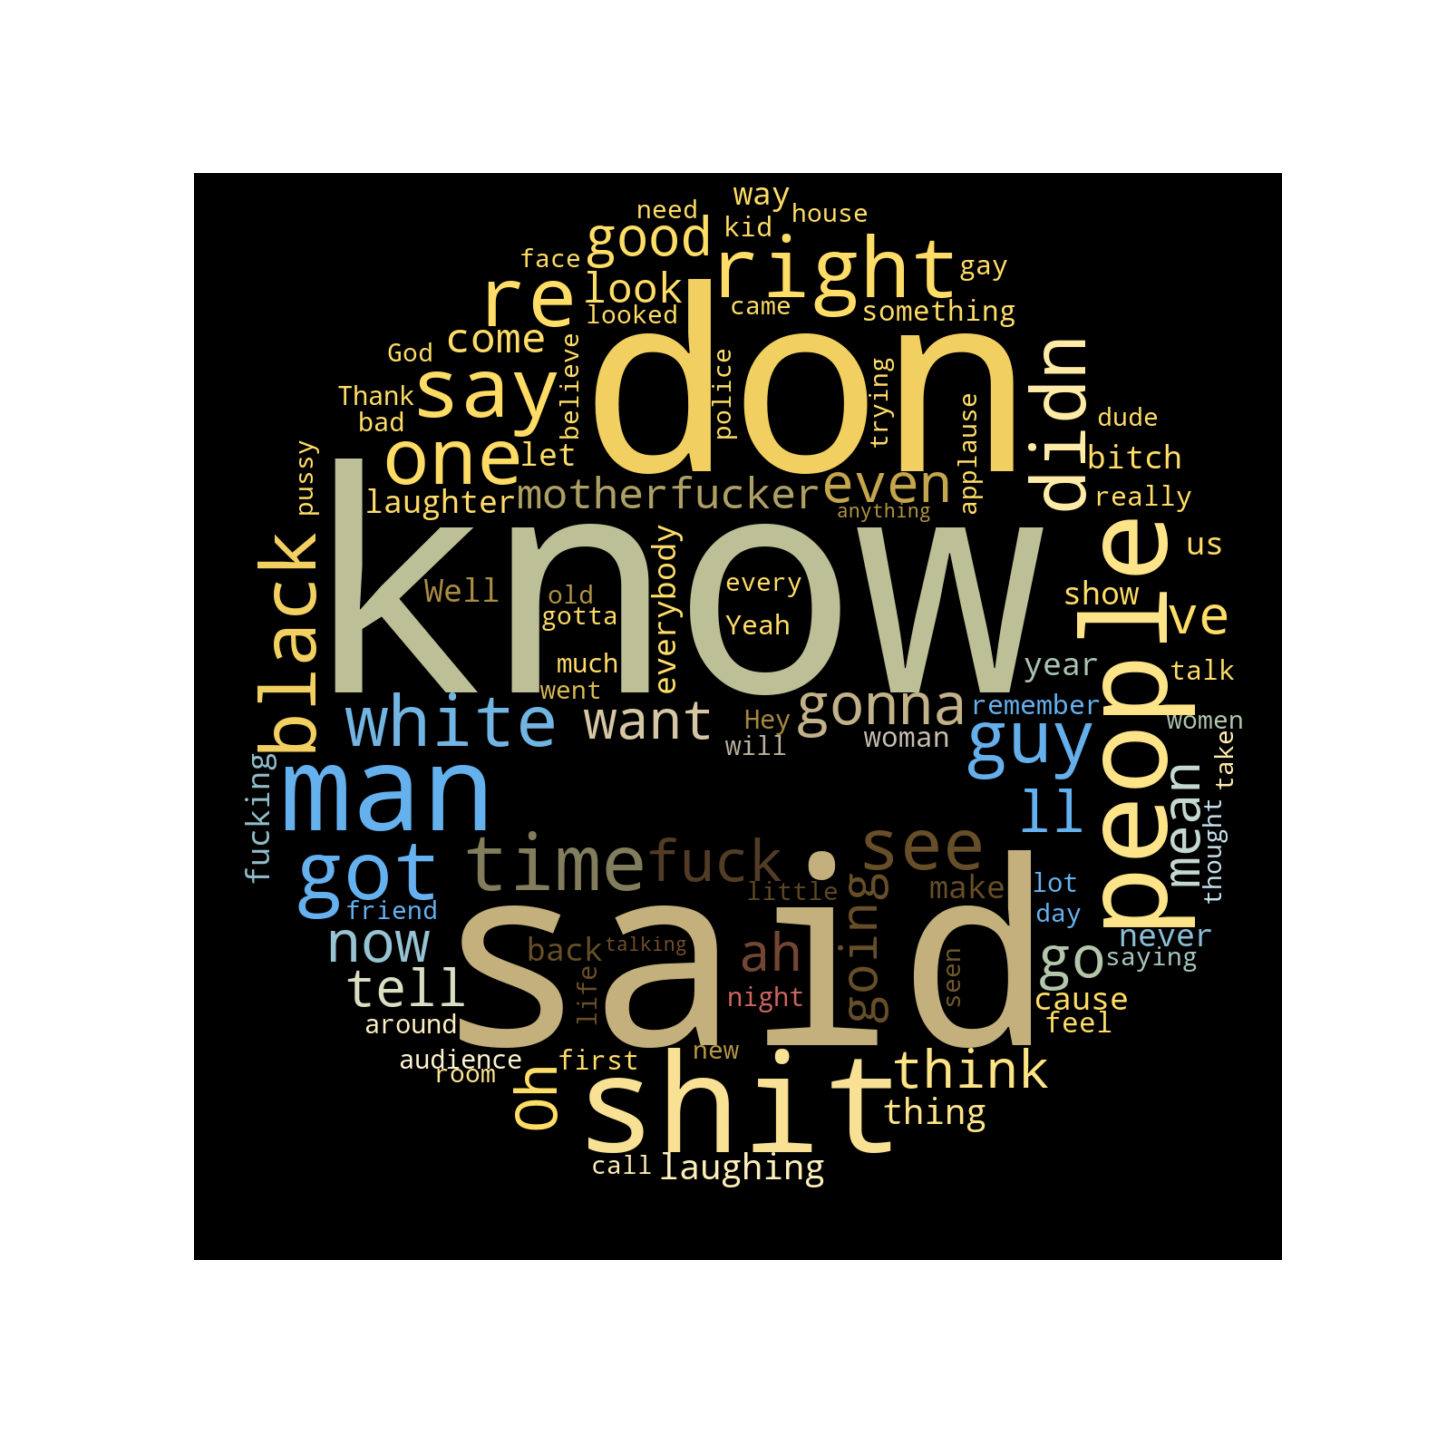 way
need
house
kid
good
right
face
gay
re
look
came
something
looked
don
come
God
believe
police
trying
didn
say
Thank
bad
applause
dude
one
let
bitch
pussy
laughter
motherfucker
even
really
anything
know
people
us
black
everybody
Well
old
every
show
ve
gotta
Yeah
much
year
talk
went
white
want
Hey
gonna
remember
women
will
woman
guy
man
fucking
take
ll
mean
thought
got
time
fuck
see
little
make
lot
friend
said
going
day
now
back
talking
ah
never
go
saying
tell
life
night
seen
cause
around
feel
audience
room
first
new
Oh
shit
think
thing
call
laughing